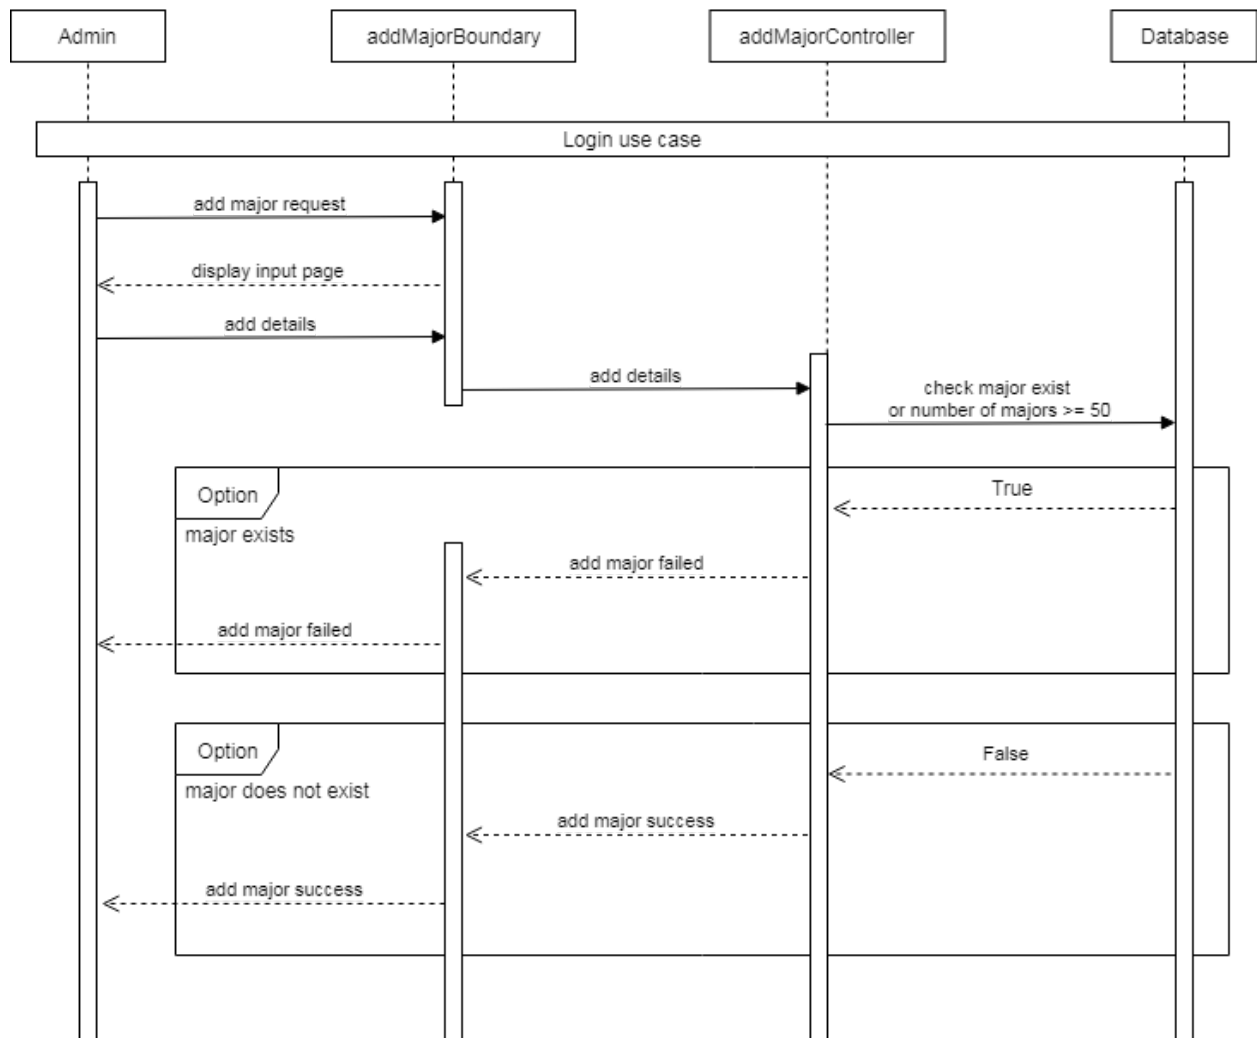 Admin
addMajorBoundary
addMajorController
Database
Login use case
add major request
display input page
add details
add details
check major exist
or number of majors >= 50
Option
True
major exists
add major failed
add major failed
Option
False
major does not exist
add major success
add major success